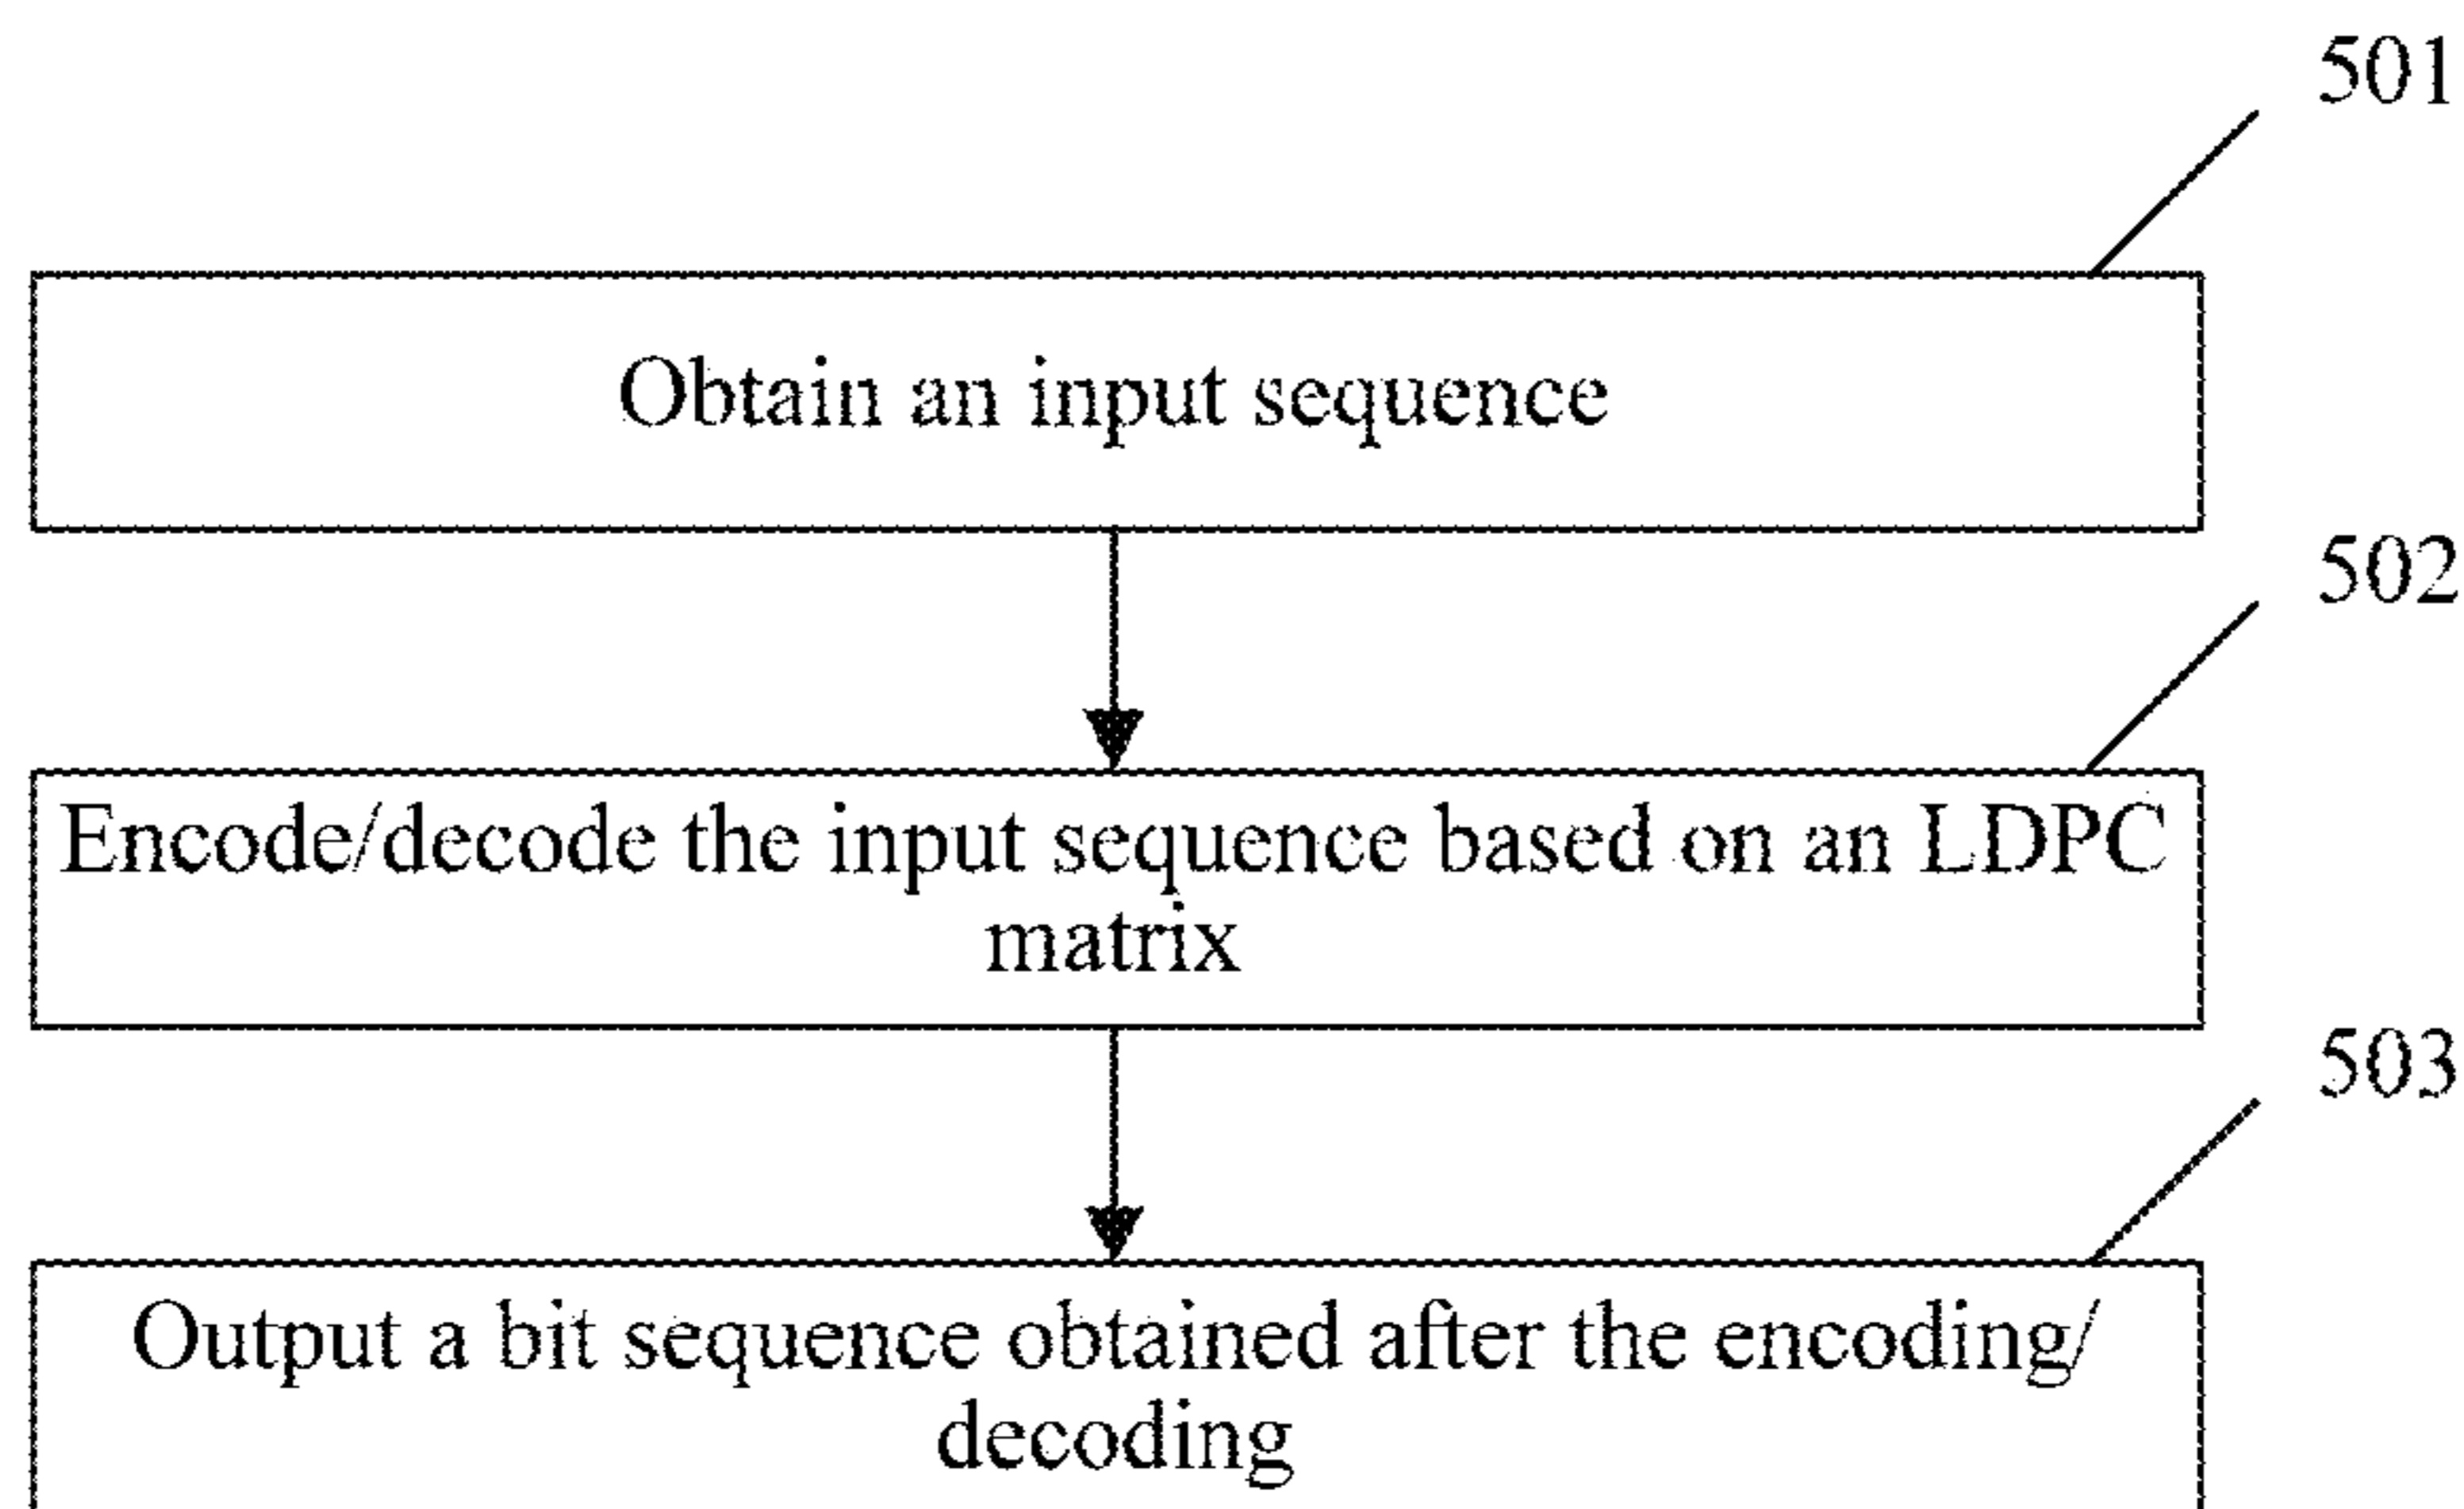 501
Obtain an input sequence
502
Encode/decode the input sequence based on an LDPC
matrix
503
Output a bit sequence obtained after the encoding/
decoding